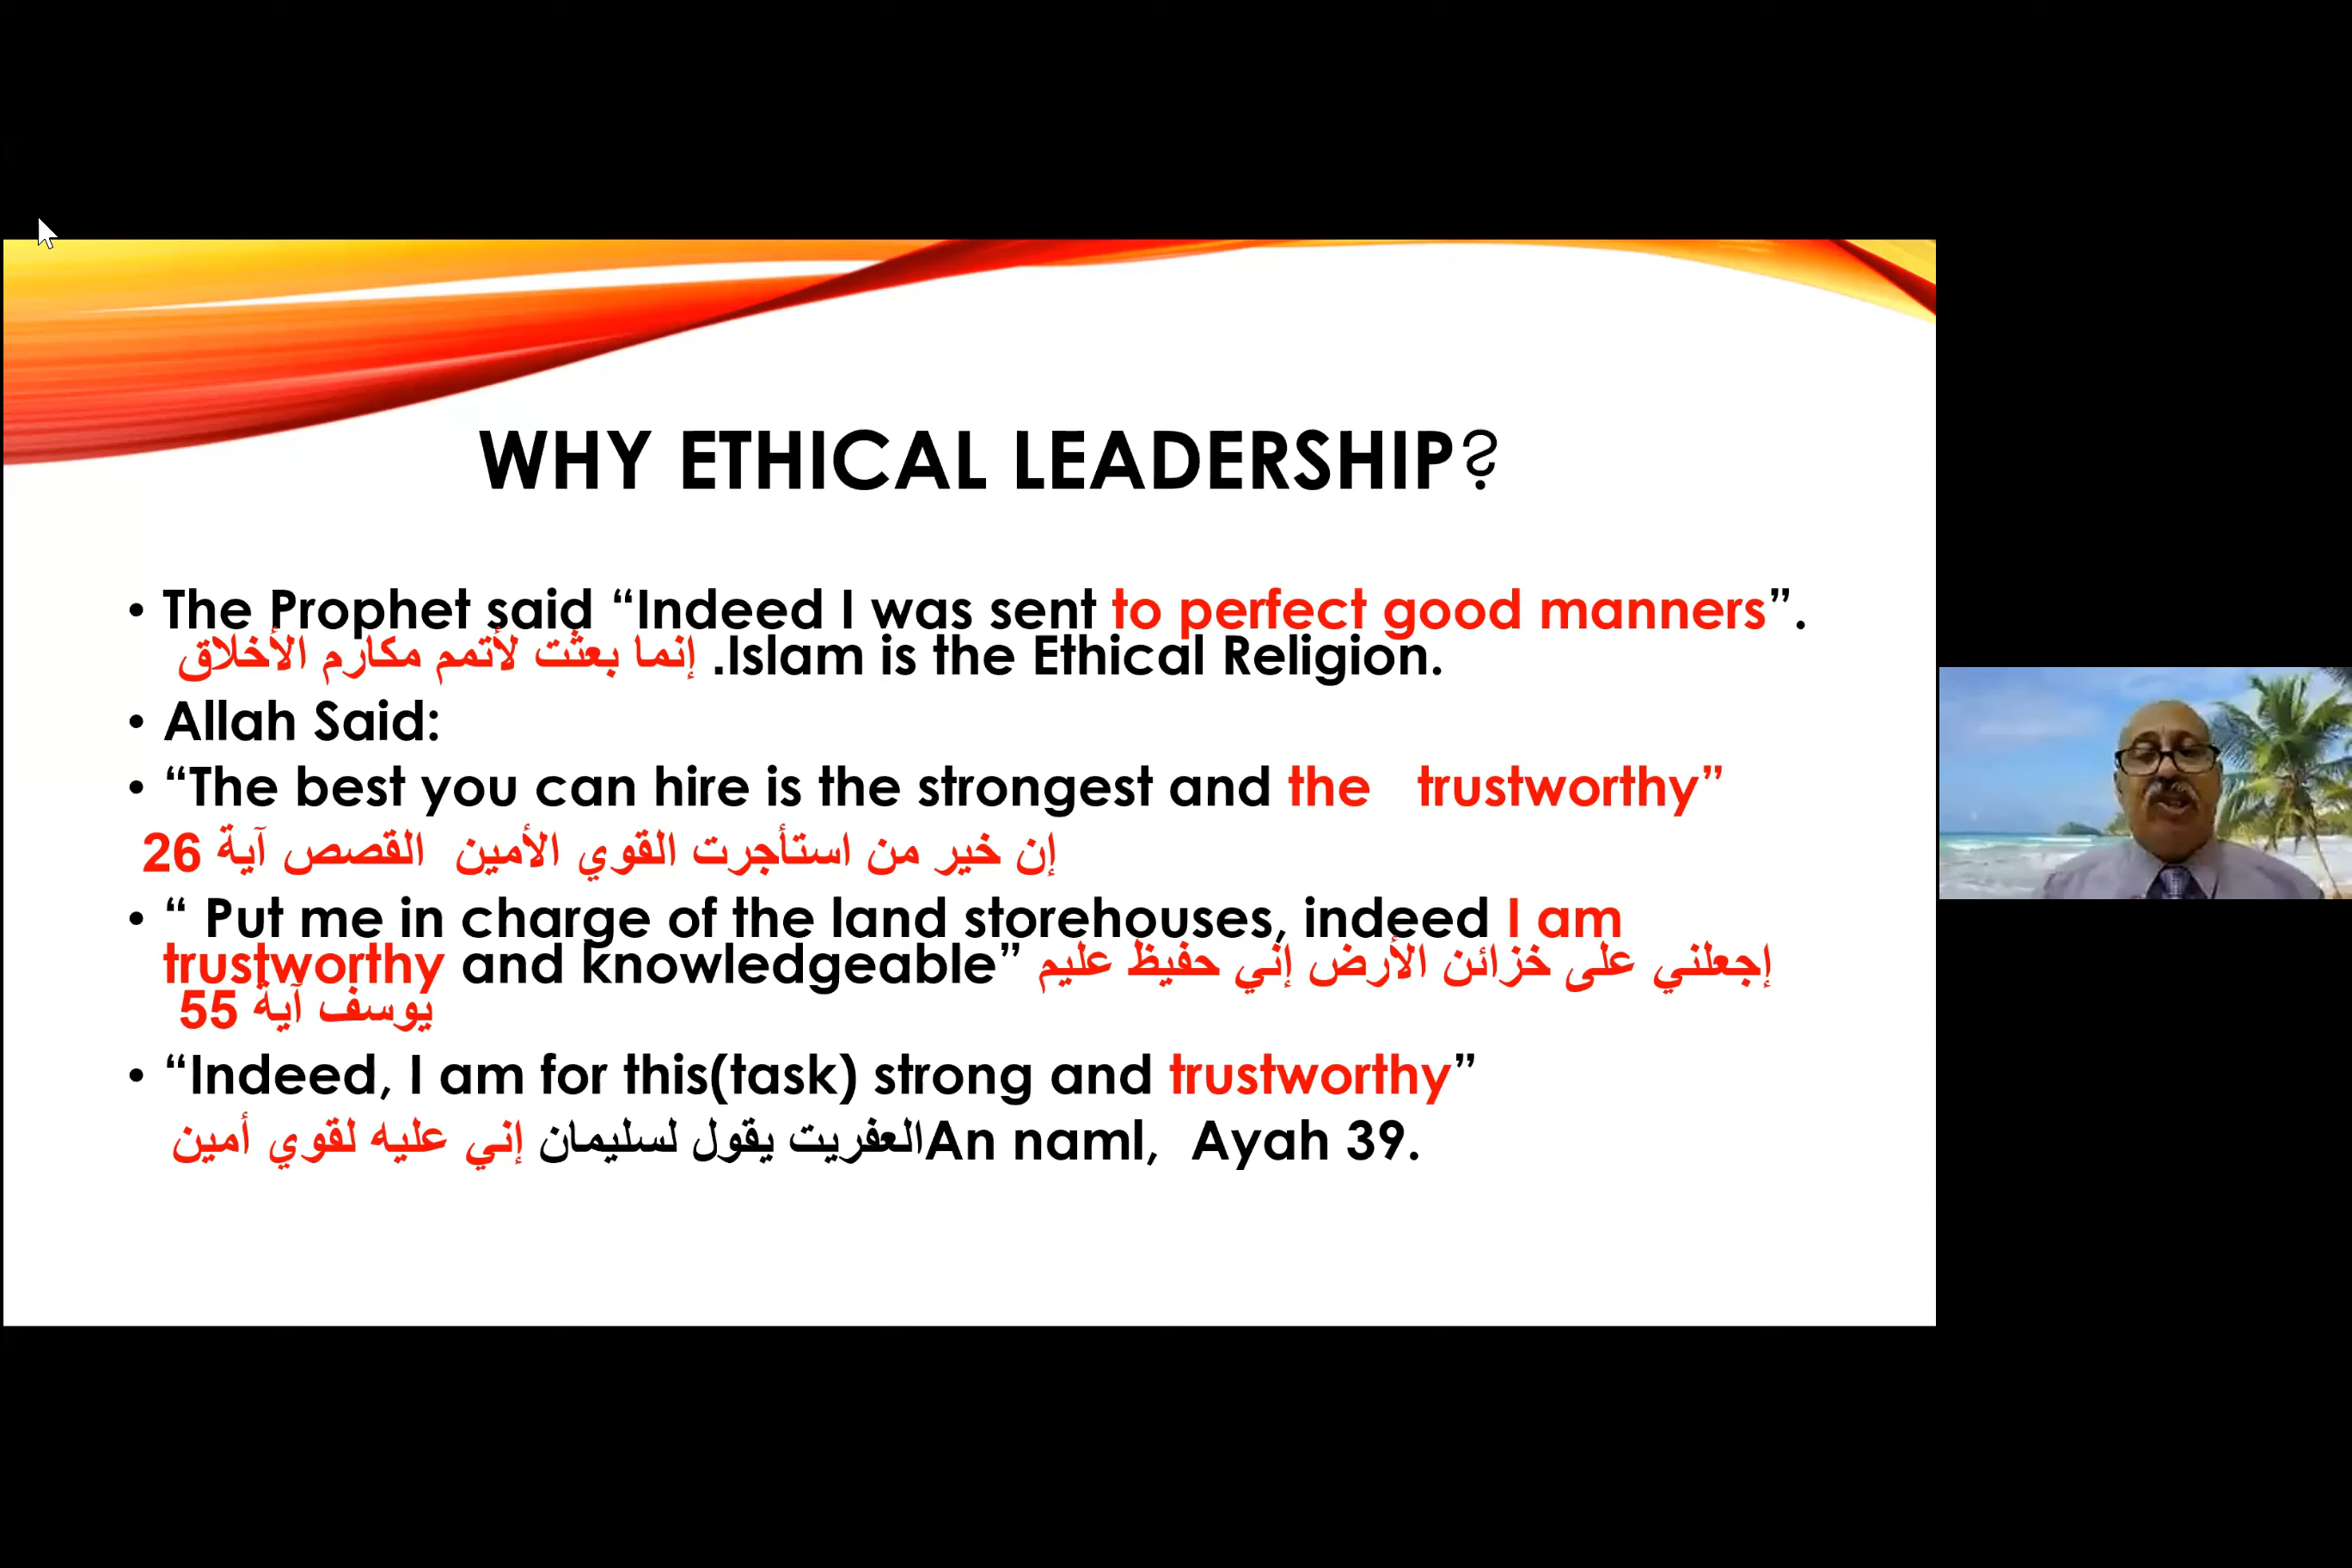 WHY ETHICAL LEADERSHIP?
• The Prophet said “Indeed I was sent to perfect good manners”.
إنما بعثت لأتمم مكارم الأخلاق .Islam is the Ethical Religion.
• Allah Said:
• “The best you can hire is the strongest and the trustworthy”
إن خير من استأجرت القوي الأمين القصص آية 26
• “ Put me in charge of the land storehouses, indeed I am
trustworthy and knowledgeable” إجعلني على خزائن الأرض إني حفيظ عليم
يوسف آية 55
• “Indeed, I am for this(task) strong and trustworthy”
العفريت يقول لسليمان إني عليه لقوي أمين An naml, Ayah 39.